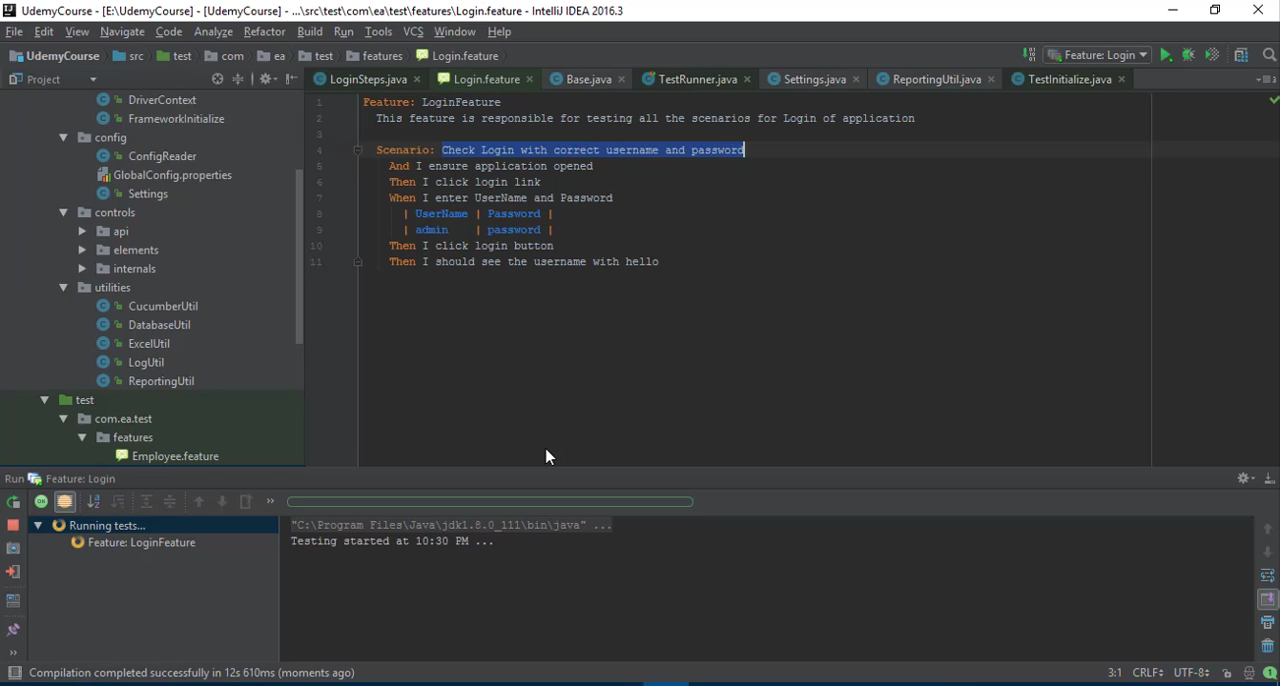 UdemyCourse - [E:\UdemyCourse] - [UdemyCourse] - ...\src\test\com\ea\test\features\Login.feature - IntelliJ IDEA 2016.3
File Edit View Navigate Code Analyze Refactor Build Run Tools VCS Window Help
UdemyCourse src test com ea test features Login.feature Feature: Login
Project LoginSteps.java Login.feature Base.java TestRunner.java Settings.java ReportingUtil.java TestInitialize.java
DriverContext
FrameworkInitialize
config
ConfigReader
GlobalConfig.properties
Settings
controls
api
elements
internals
utilities
CucumberUtil
DatabaseUtil
ExcelUtil
LogUtil
ReportingUtil
test
com.ea.test
features
Employee.feature
1 Feature: LoginFeature
2 This feature is responsible for testing all the scenarios for Login of application
3
4 Scenario: Check Login with correct username and password
5 And I ensure application opened
6 Then I click login link
7 When I enter UserName and Password
8 | UserName | Password |
9 | admin | password |
10 Then I click login button
11 Then I should see the username with hello
Run Feature: Login
Running tests...
Feature: LoginFeature
"C:\Program Files\Java\jdk1.8.0_111\bin\java" ...
Testing started at 10:30 PM ...
Compilation completed successfully in 12s 610ms (moments ago) 3:1 CRLF UTF-8 1